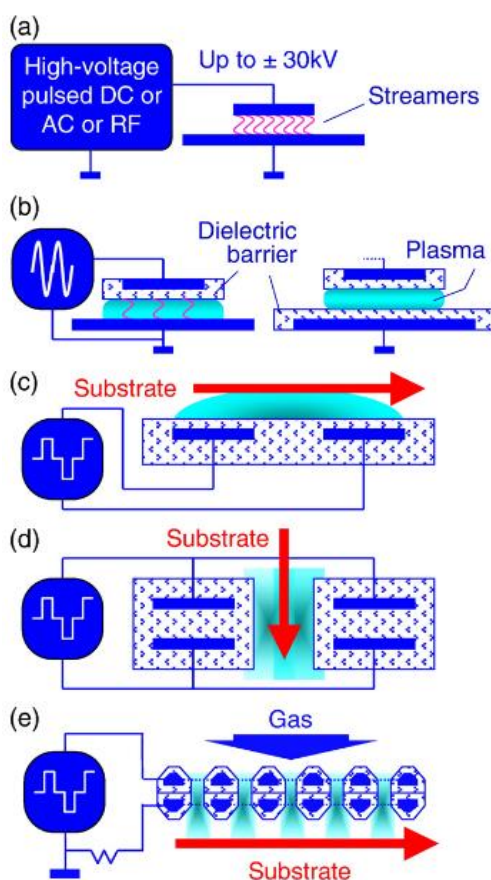 (a)
High-voltage
pulsed DC or
AC or RF
Up to ± 30kV
Streamers
(b)
Dielectric
barrier
Plasma
(c)
Substrate
(d)
Substrate
(e)
Gas
Substrate